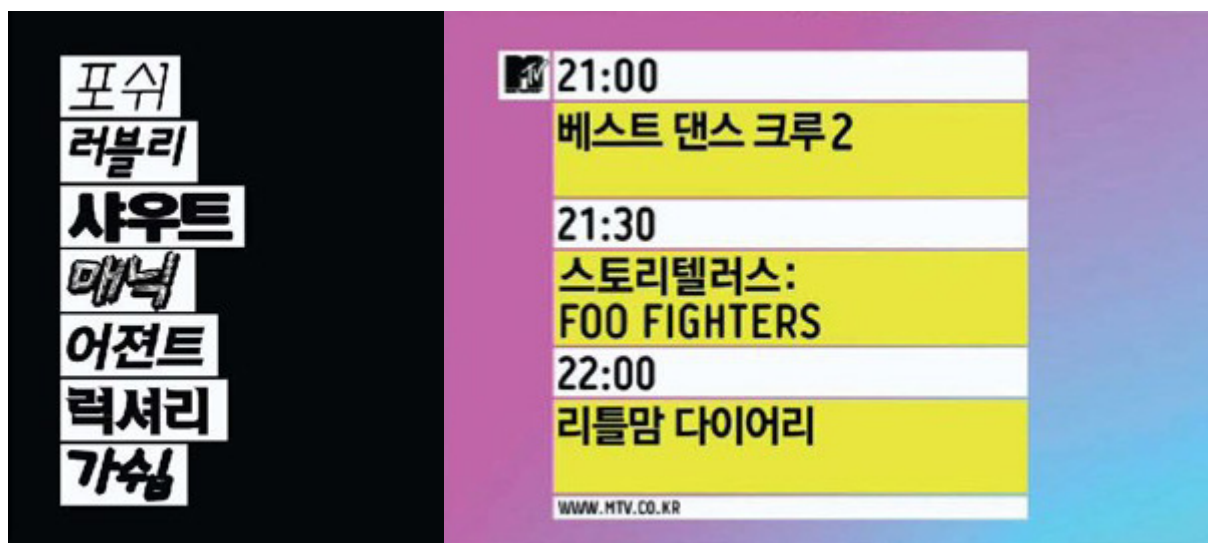 포쉬
러블리
샤우트
매닉
어젼트
럭셔리
가쉽
MTV
21:00
베스트 댄스 크루2
21:30
스토리텔러스:
FOO FIGHTERS
22:00
리틀맘 다이어리
WWW.MTV.CO.KR